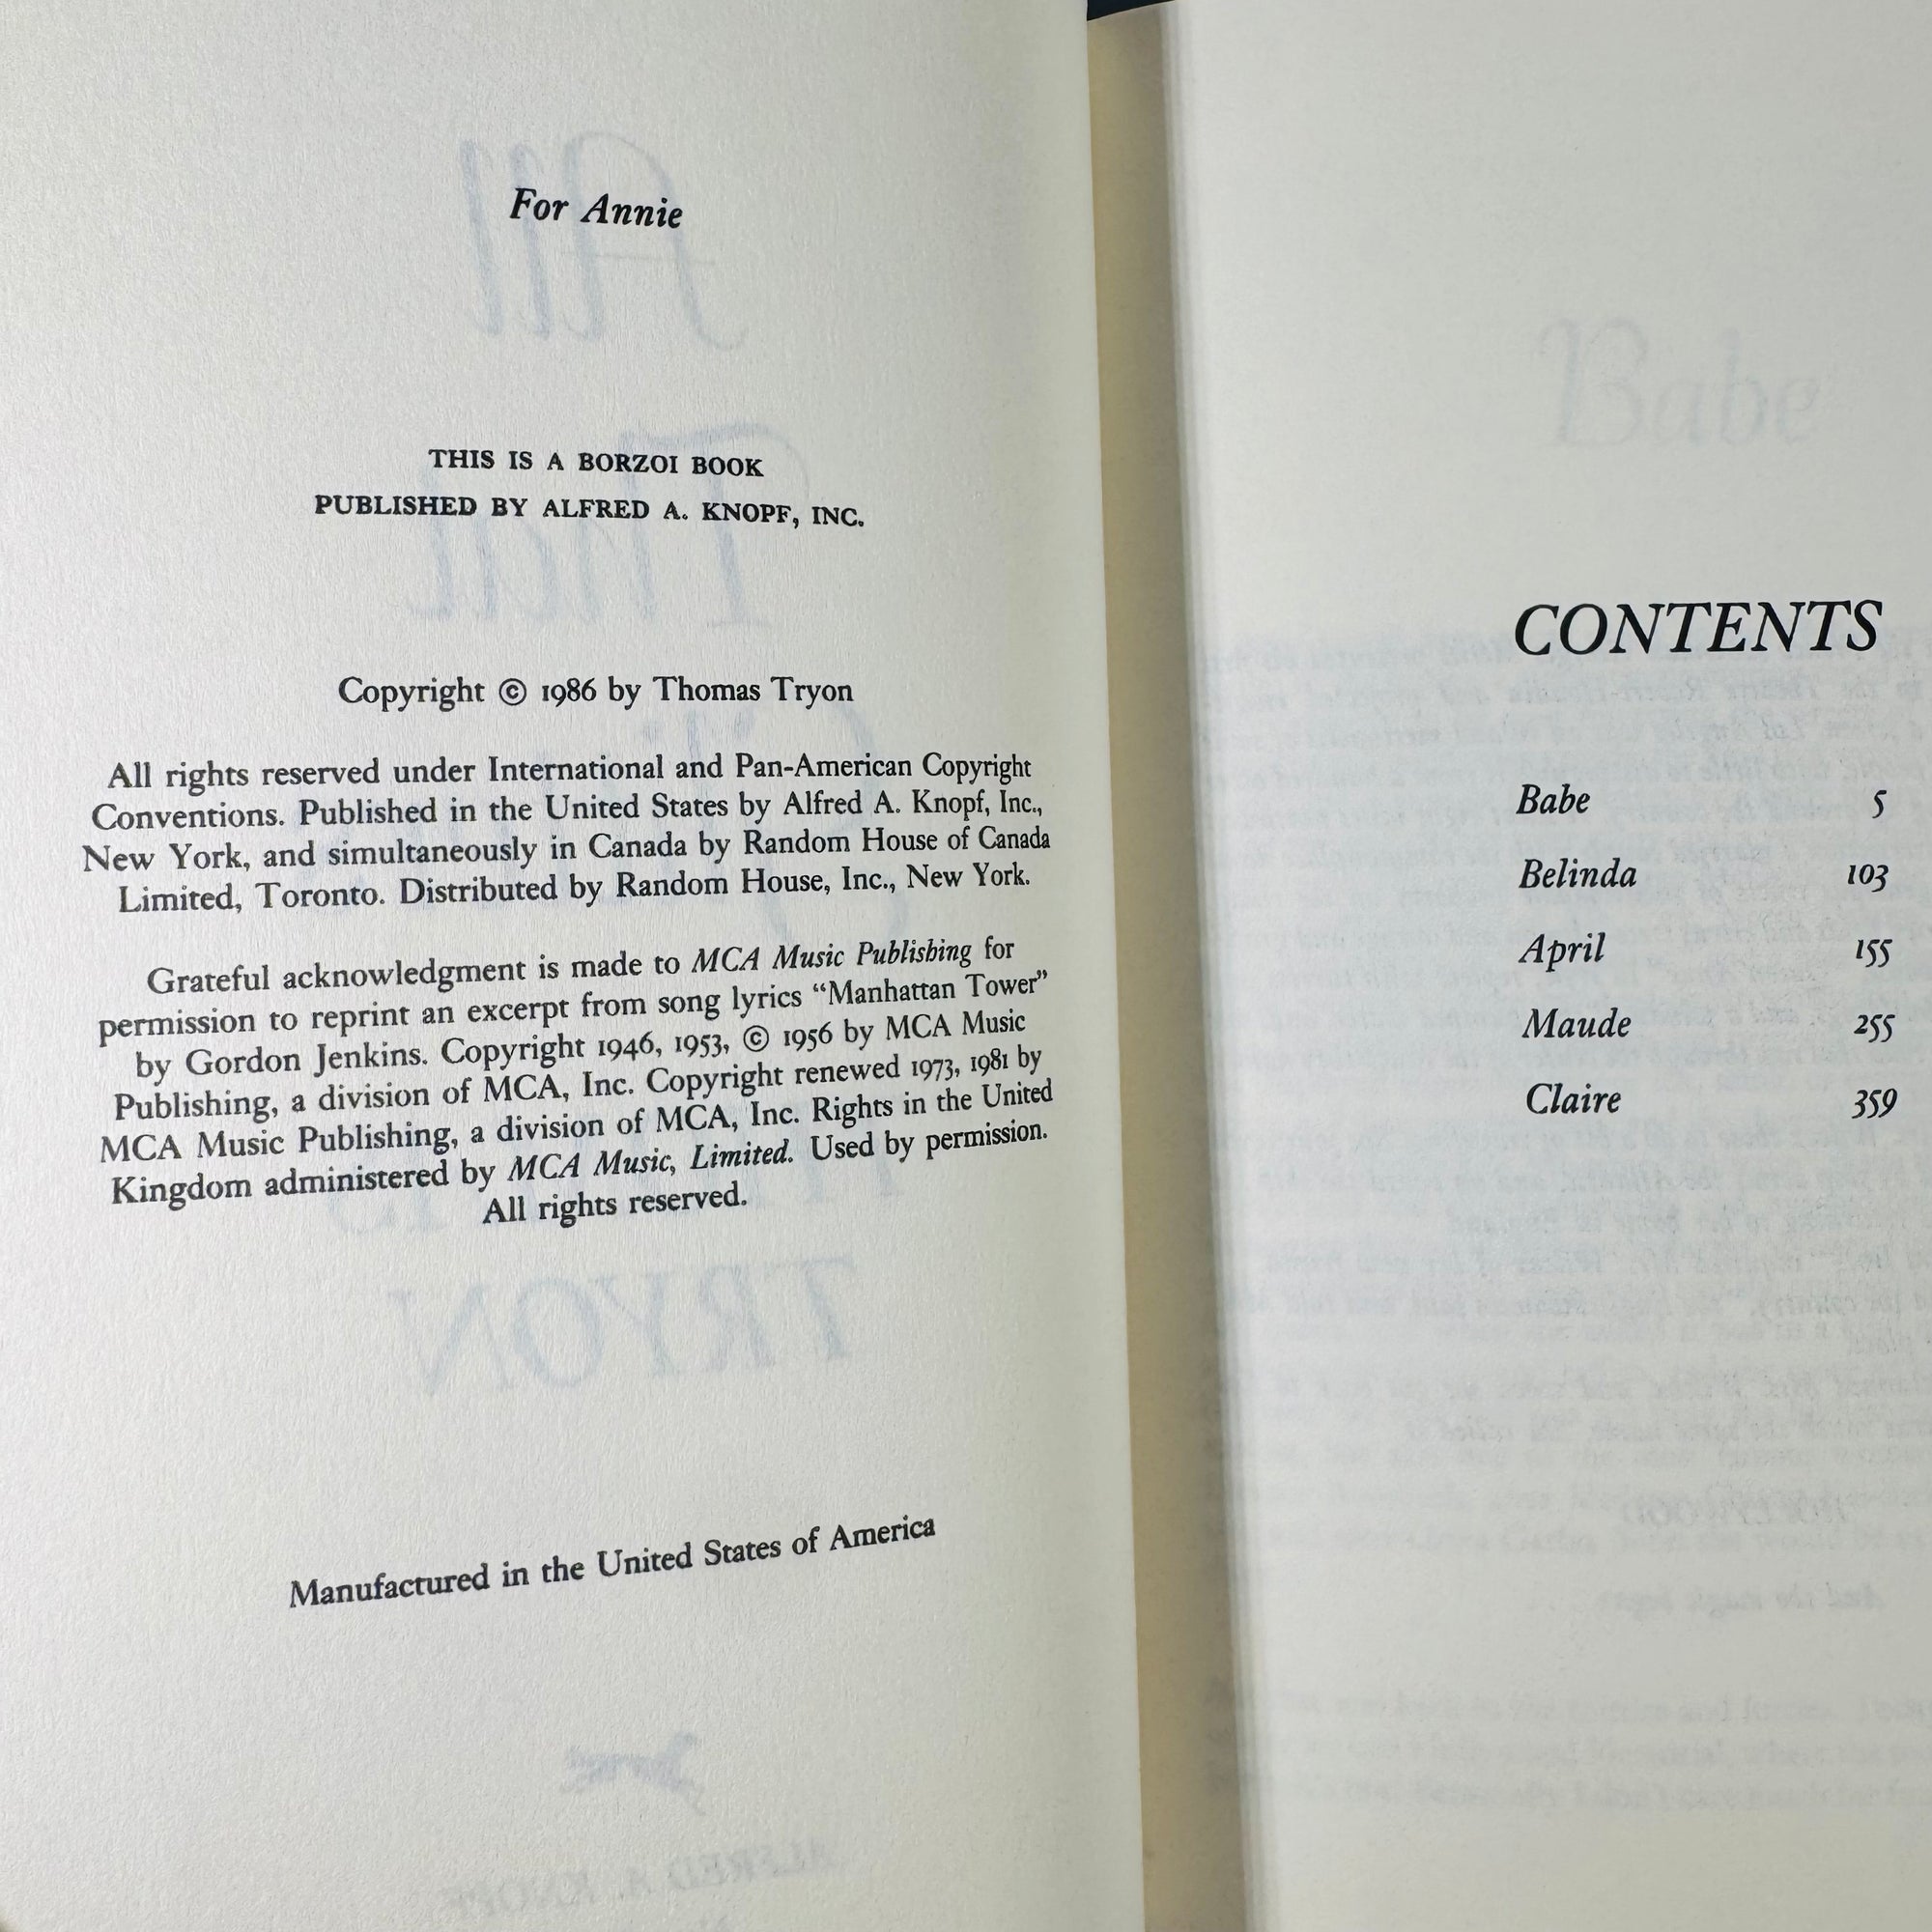 For Annie
THIS IS A BORZOI BOOK
PUBLISHED BY ALFRED A. KNOPF, INC.
Copyright © 1986 by Thomas Tryon
All rights reserved under International and Pan-American Copyright
Conventions. Published in the United States by Alfred A. Knopf, Inc.,
New York, and simultaneously in Canada by Random House of Canada
Limited, Toronto. Distributed by Random House, Inc., New York.
Grateful acknowledgment is made to MCA Music Publishing for
permission to reprint an excerpt from song lyrics “Manhattan Tower”
by Gordon Jenkins. Copyright 1946, 1953, © 1956 by MCA Music
Publishing, a division of MCA, Inc. Copyright renewed 1973, 1981 by
MCA Music Publishing, a division of MCA, Inc. Rights in the United
Kingdom administered by MCA Music, Limited. Used by permission.
All rights reserved.
Manufactured in the United States of America
Babe
CONTENTS
Babe 5
Belinda 103
April 155
Maude 255
Claire 359